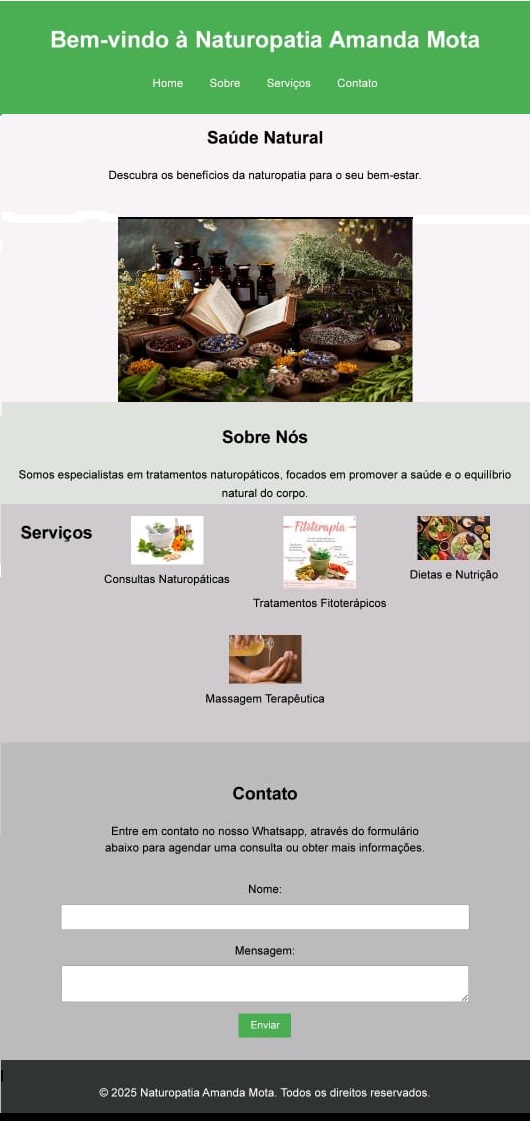 Bem-vindo à Naturopatia Amanda Mota
Home Sobre Serviços Contato
Saúde Natural
Descubra os benefícios da naturopatia para o seu bem-estar.
Sobre Nós
Somos especialistas em tratamentos naturopáticos, focados em promover a saúde e o equilíbrio
natural do corpo.
Serviços
Fitoterapia
Consultas Naturopáticas
Dietas e Nutrição
Tratamentos Fitoterápicos
Massagem Terapêutica
Contato
Entre em contato no nosso Whatsapp, através do formulário
abaixo para agendar uma consulta ou obter mais informações.
Nome:
Mensagem:
Enviar
© 2025 Naturopatia Amanda Mota. Todos os direitos reservados.